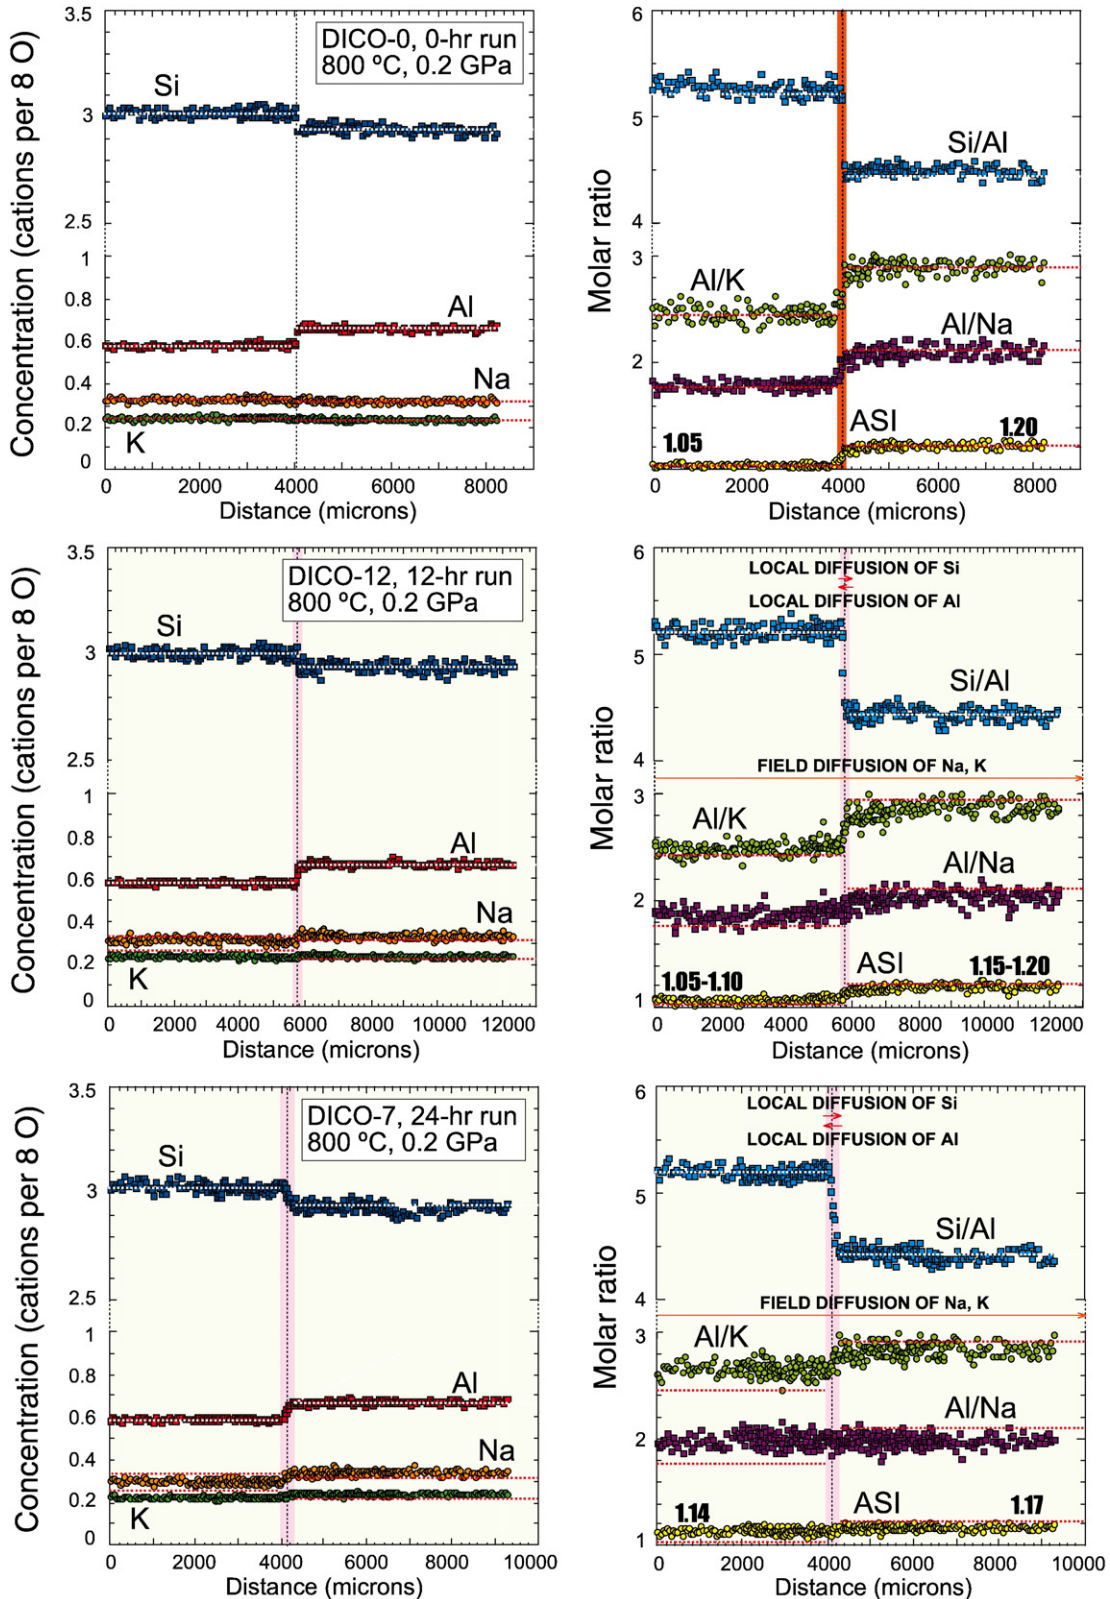 Concentration (cations per 8 O)
3.5
3
2.5
1
0.8
0.6
0.4
0.2
0
DICO-0, 0-hr run
800 ºC, 0.2 GPa
Si
Al
Na
K
0 2000 4000 6000 8000
Distance (microns)
Molar ratio
6
5
4
3
2
1
Si/Al
Al/K
Al/Na
ASI
1.05
1.20
0 2000 4000 6000 8000
Distance (microns)
Concentration (cations per 8 O)
3.5
3
2.5
1
0.8
0.6
0.4
0.2
0
DICO-12, 12-hr run
800 ºC, 0.2 GPa
Si
Al
Na
K
0 2000 4000 6000 8000 10000 12000
Distance (microns)
Molar ratio
6
5
4
3
2
1
LOCAL DIFFUSION OF Si
LOCAL DIFFUSION OF Al
Si/Al
FIELD DIFFUSION OF Na, K
Al/K
Al/Na
ASI
1.05-1.10
1.15-1.20
0 2000 4000 6000 8000 10000 12000
Distance (microns)
Concentration (cations per 8 O)
3.5
3
2.5
1
0.8
0.6
0.4
0.2
0
DICO-7, 24-hr run
800 ºC, 0.2 GPa
Si
Al
Na
K
0 2000 4000 6000 8000 10000
Distance (microns)
Molar ratio
6
5
4
3
2
1
LOCAL DIFFUSION OF Si
LOCAL DIFFUSION OF Al
Si/Al
FIELD DIFFUSION OF Na, K
Al/K
Al/Na
ASI
1.14
1.17
0 2000 4000 6000 8000 10000
Distance (microns)